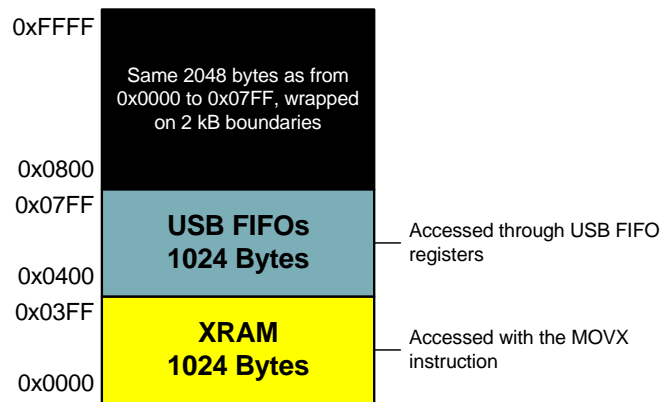 0xFFFF
Same 2048 bytes as from
0x0000 to 0x07FF, wrapped
on 2 kB boundaries
0x0800
0x07FF
USB FIFOs
1024 Bytes
Accessed through USB FIFO
registers
0x0400
0x03FF
XRAM
1024 Bytes
Accessed with the MOVX
instruction
0x0000